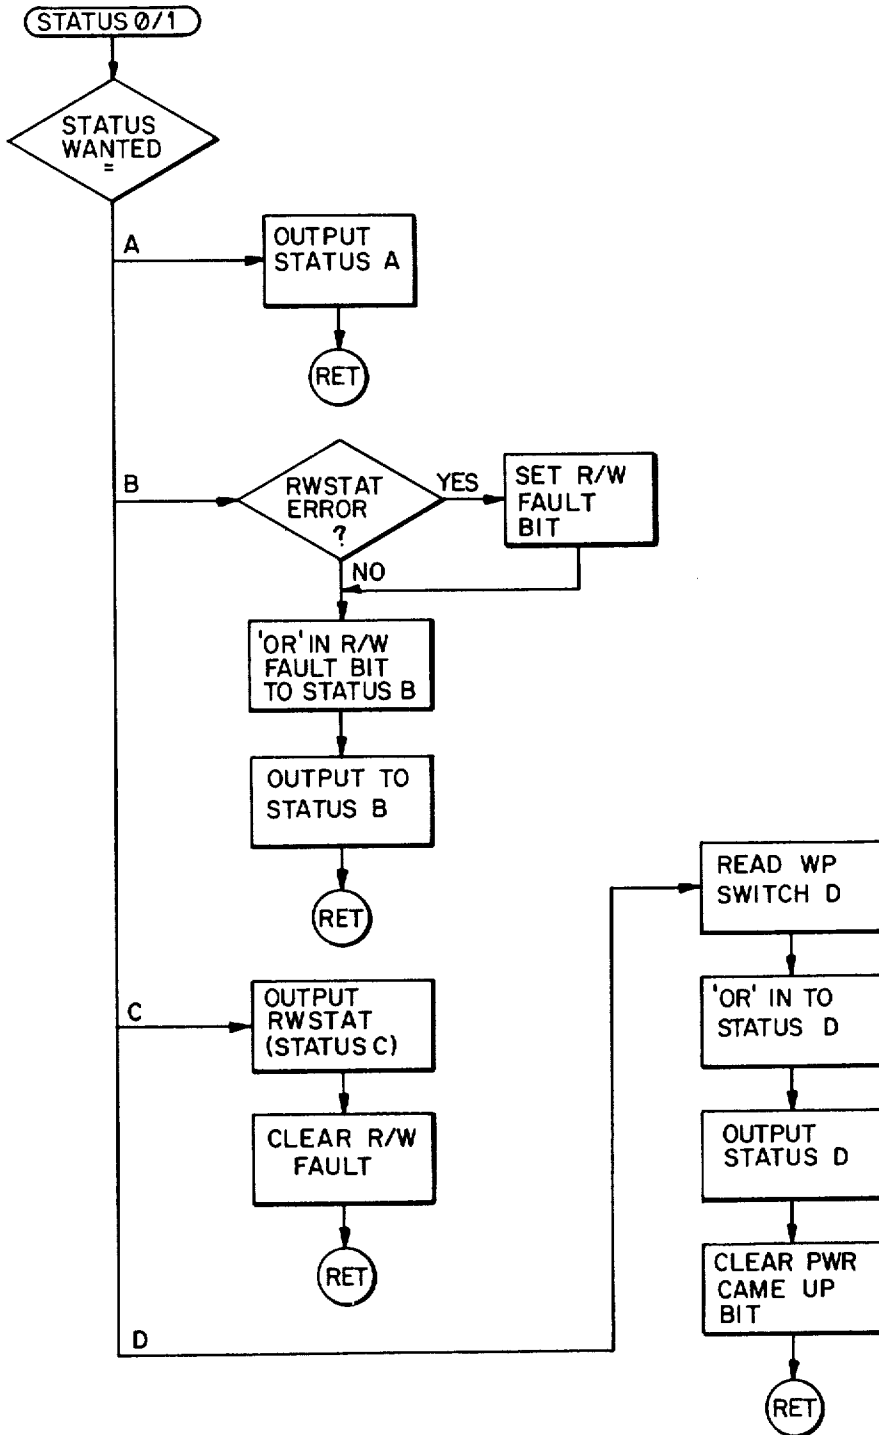 STATUS 0/1
STATUS
WANTED
=
A
OUTPUT
STATUS A
RET
B
RWSTAT
ERROR
?
YES
SET R/W
FAULT
BIT
NO
'OR' IN R/W
FAULT BIT
TO STATUS B
OUTPUT TO
STATUS B
RET
C
OUTPUT
RWSTAT
(STATUS C)
CLEAR R/W
FAULT
RET
D
READ WP
SWITCH D
'OR' IN TO
STATUS D
OUTPUT
STATUS D
CLEAR PWR
CAME UP
BIT
RET